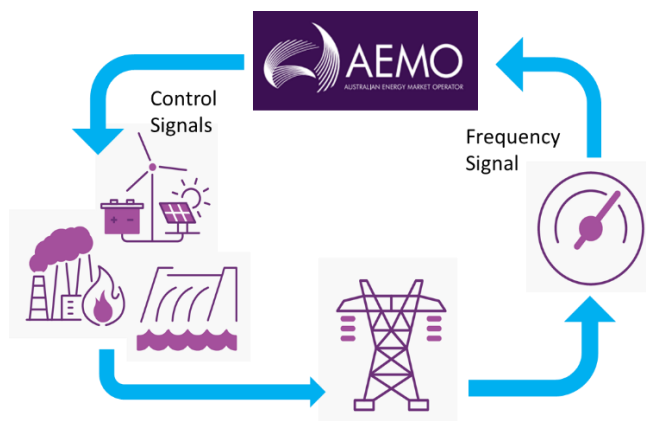 AEMO
AUSTRALIAN ENERGY MARKET OPERATOR
Control
Signals
Frequency
Signal